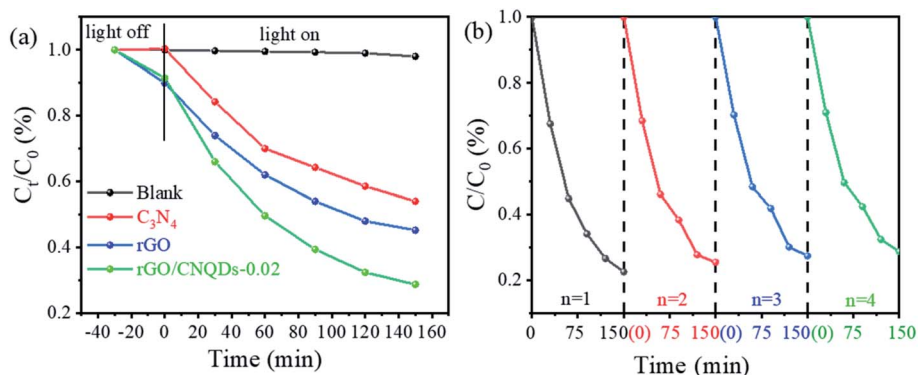 (a)
light off
light on
Blank
C₃N₄
rGO
rGO/CNQDs-0.02
Cₜ/C₀ (%)
1.0
0.8
0.6
0.4
0.2
-40 -20 0 20 40 60 80 100 120 140 160
Time (min)
(b)
C/C₀ (%)
1.0
0.8
0.6
0.4
0.2
n=1 n=2 n=3 n=4
0 75 150(0) 75 150(0) 75 150(0) 75 150
Time (min)